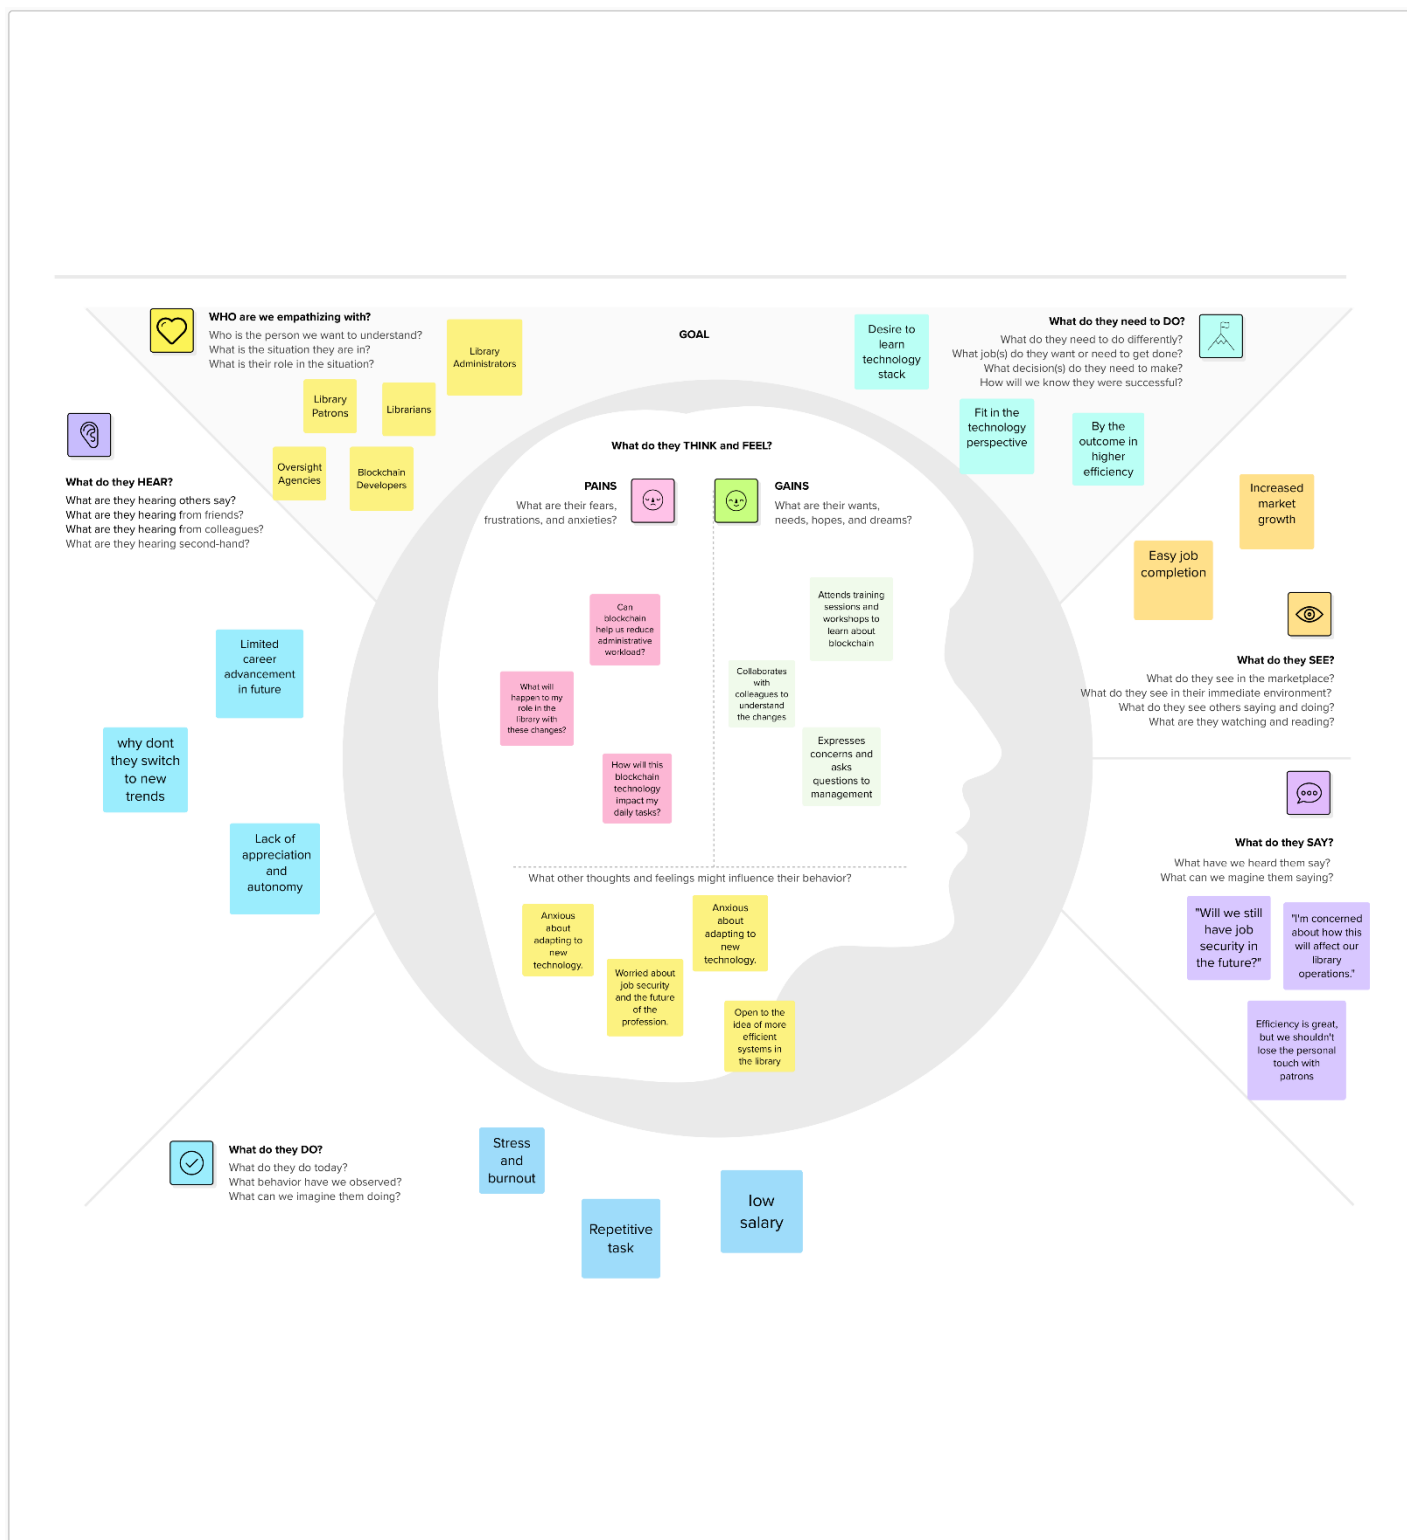 WHO are we empathizing with?
Who is the person we want to understand?
What is the situation they are in?
What is their role in the situation?
Library
Administrators
Library
Patrons
Librarians
Oversight
Agencies
Blockchain
Developers
GOAL
Desire to
learn
technology
stack
What do they need to DO?
What do they need to do differently?
What job(s) do they want or need to get done?
What decision(s) do they need to make?
How will we know they were successful?
Fit in the
technology
perspective
By the
outcome in
higher
efficiency
What do they HEAR?
What are they hearing others say?
What are they hearing from friends?
What are they hearing from colleagues?
What are they hearing second-hand?
Limited
career
advancement
in future
why dont
they switch
to new
trends
Lack of
appreciation
and
autonomy
What do they THINK and FEEL?
PAINS
What are their fears,
frustrations, and anxieties?
GAINS
What are their wants,
needs, hopes, and dreams?
Can
blockchain
help us reduce
administrative
workload?
What will
happen to my
role in the
library with
these changes?
How will this
blockchain
technology
impact my
daily tasks?
Attends training
sessions and
workshops to
learn about
blockchain
Collaborates
with
colleagues to
understand
the changes
Expresses
concerns and
asks
questions to
management
What other thoughts and feelings might influence their behavior?
Anxious
about
adapting to
new
technology.
Worried about
job security
and the future
of the
profession.
Anxious
about
adapting to
new
technology.
Open to the
idea of more
efficient
systems in
the library
Increased
market
growth
Easy job
completion
What do they SEE?
What do they see in the marketplace?
What do they see in their immediate environment?
What do they see others saying and doing?
What are they watching and reading?
What do they SAY?
What have we heard them say?
What can we magine them saying?
"Will we still
have job
security in
the future?"
"I'm concerned
about how this
will affect our
library
operations."
Efficiency is great,
but we shouldn't
lose the personal
touch with
patrons
What do they DO?
What do they do today?
What behavior have we observed?
What can we imagine them doing?
Stress
and
burnout
Repetitive
task
low
salary